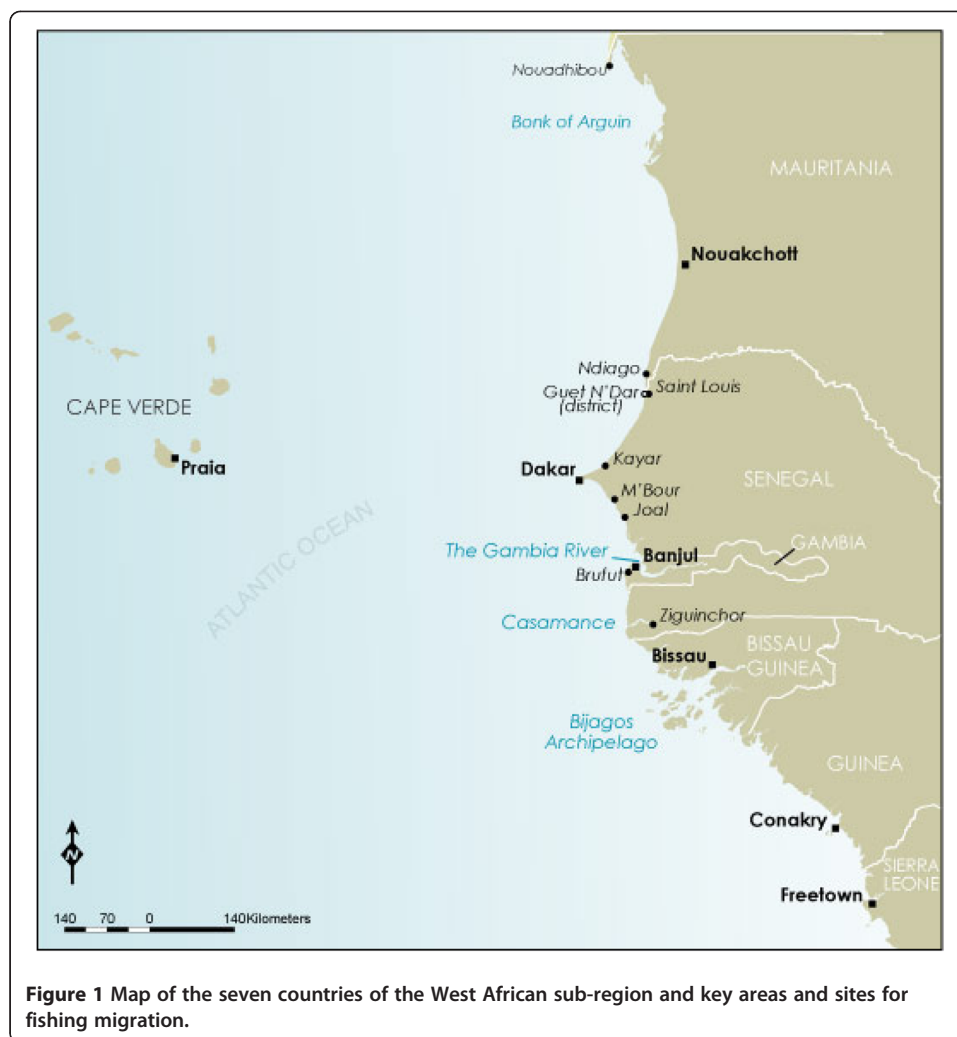 Nouadhibou
Bonk of Arguin
MAURITANIA
Nouakchott
Ndiago
Guet N'Dar
(district)
Saint Louis
CAPE VERDE
Praia
Kayar
Dakar
M'Bour
Joal
SENEGAL
ATLANTIC OCEAN
The Gambia River
Banjul
GAMBIA
Brufut
Casamance
Ziguinchor
Bissau
BISSAU
GUINEA
Bijagos
Archipelago
GUINEA
Conakry
SIERRA
LEONE
Freetown
N
140 70 0 140Kilometers
Figure 1 Map of the seven countries of the West African sub-region and key areas and sites for
fishing migration.